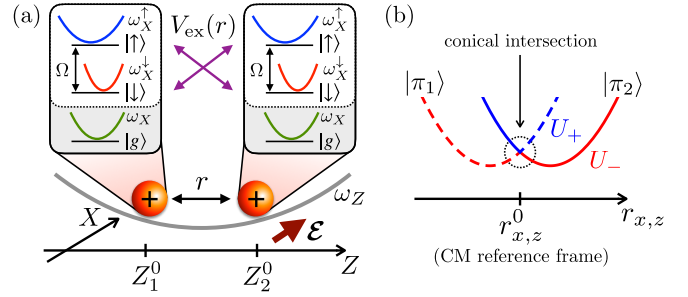 (a)
ω_X^↑
|↑⟩
Ω
ω_X^↓
|↓⟩
ω_X
|g⟩
V_ex(r)
ω_X^↑
|↑⟩
Ω
ω_X^↓
|↓⟩
ω_X
|g⟩
+
r
+
ω_Z
X
𝓔
Z_1^0
Z_2^0
Z
(b)
conical intersection
|π_1⟩
|π_2⟩
U_+
U_−
r_{x,z}^0
r_{x,z}
(CM reference frame)